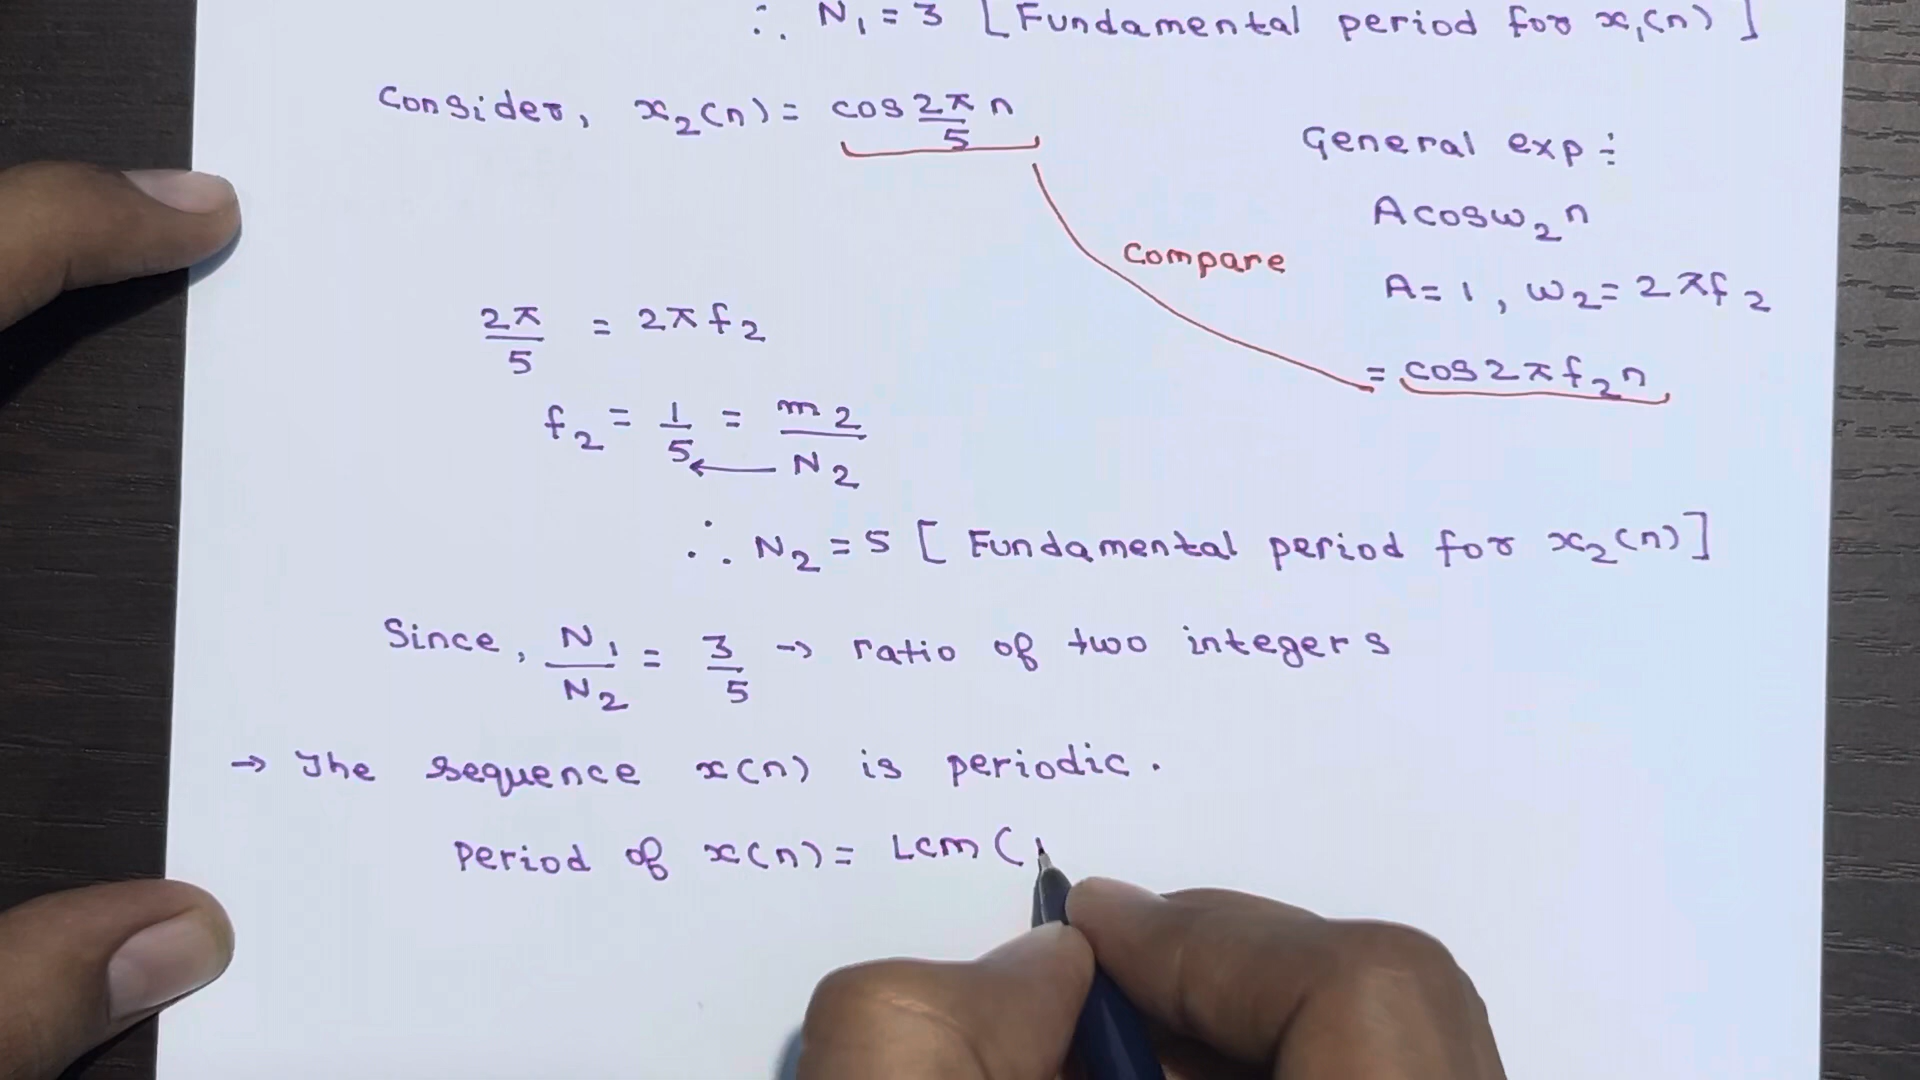 ∴ N₁ = 3 [Fundamental period for x₁(n)]
Consider, x₂(n) = cos 2π/5 n
General exp :
A cos ω₂ n
Compare
A = 1, ω₂ = 2πf₂
2π/5 = 2πf₂
= cos 2πf₂n
f₂ = 1/5 = m₂/N₂
∴ N₂ = 5 [Fundamental period for x₂(n)]
Since, N₁/N₂ = 3/5 → ratio of two integers
→ The sequence x(n) is periodic.
Period of x(n) = Lcm (